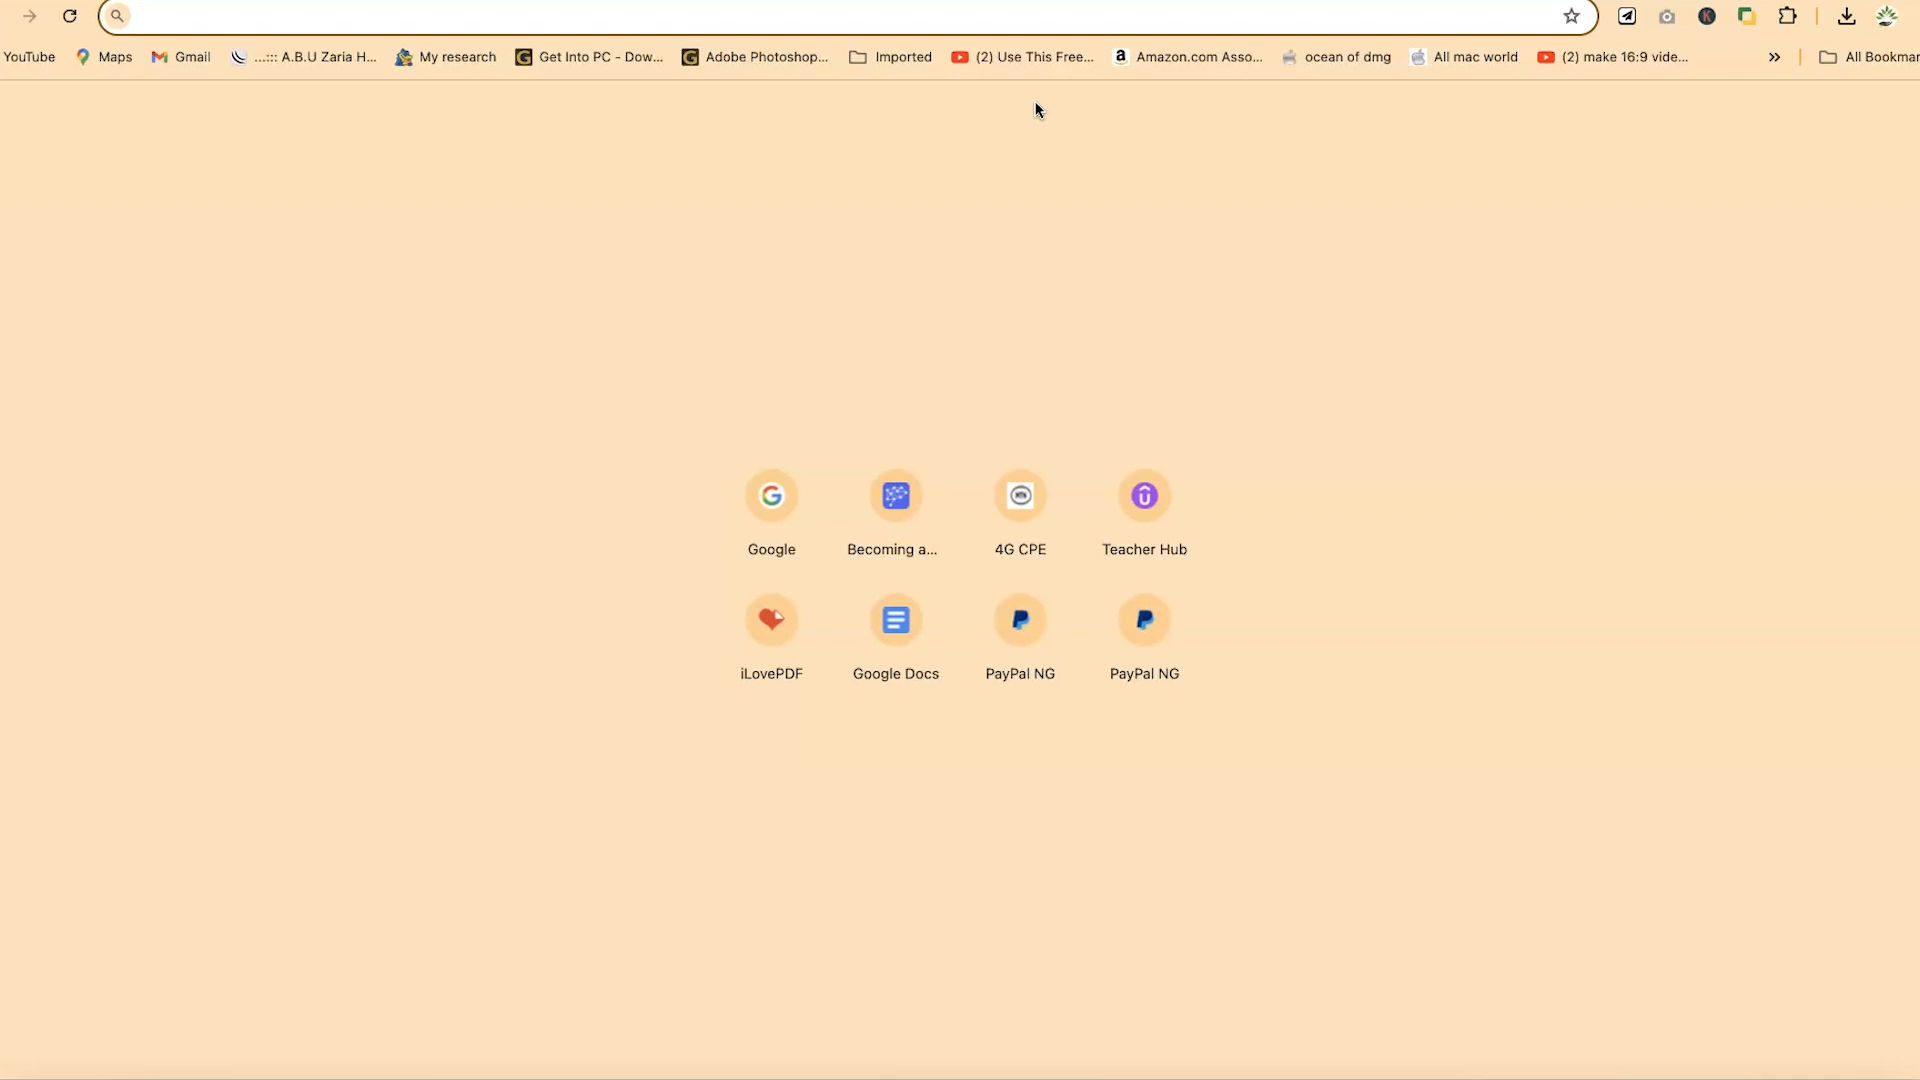 YouTube Maps Gmail ...::: A.B.U Zaria H... My research Get Into PC - Dow... Adobe Photoshop... Imported (2) Use This Free... Amazon.com Asso... ocean of dmg All mac world (2) make 16:9 vide... All Bookmar
Google Becoming a... 4G CPE Teacher Hub
iLovePDF Google Docs PayPal NG PayPal NG